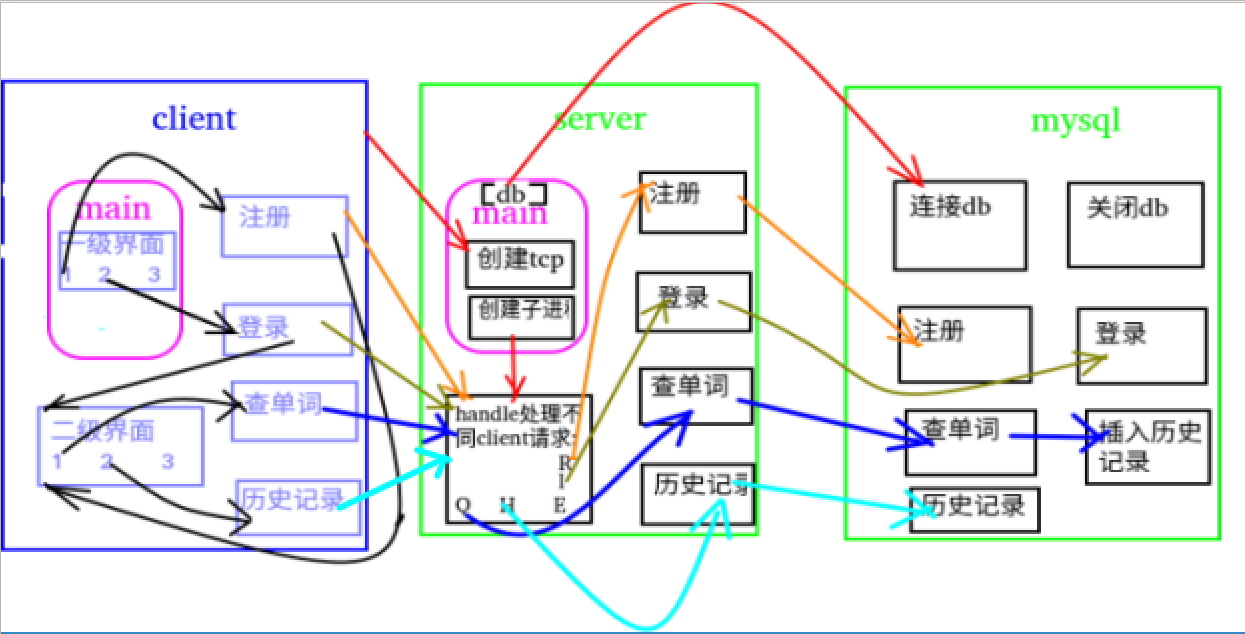 client
main
一级界面
1 2 3
注册
登录
二级界面
1 2 3
查单词
历史记录
server
[db]
main
创建tcp
创建子进
handle处理不
同client请求:
R
I
Q H E
注册
登录
查单词
历史记录
mysql
连接db
关闭db
注册
登录
查单词
插入历史
记录
历史记录